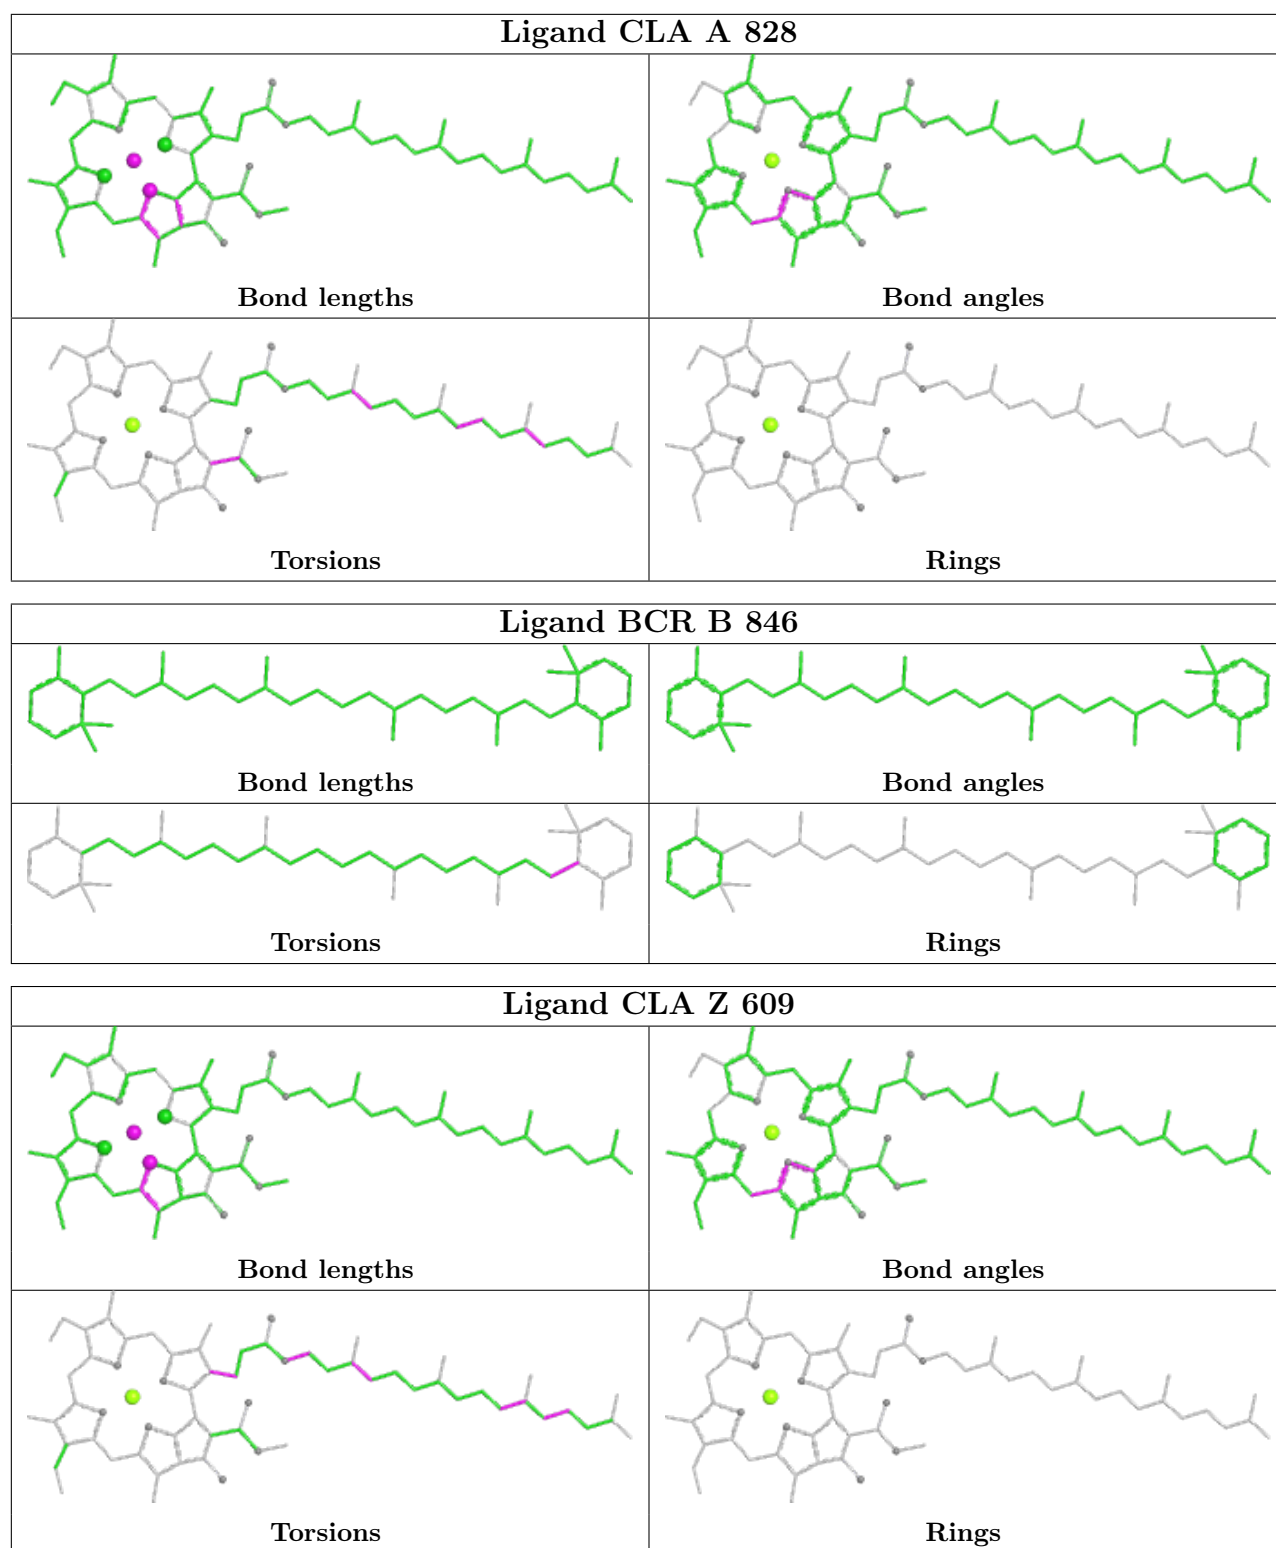 Ligand CLA A 828
Bond lengths
Bond angles
Torsions
Rings
Ligand BCR B 846
Bond lengths
Bond angles
Torsions
Rings
Ligand CLA Z 609
Bond lengths
Bond angles
Torsions
Rings